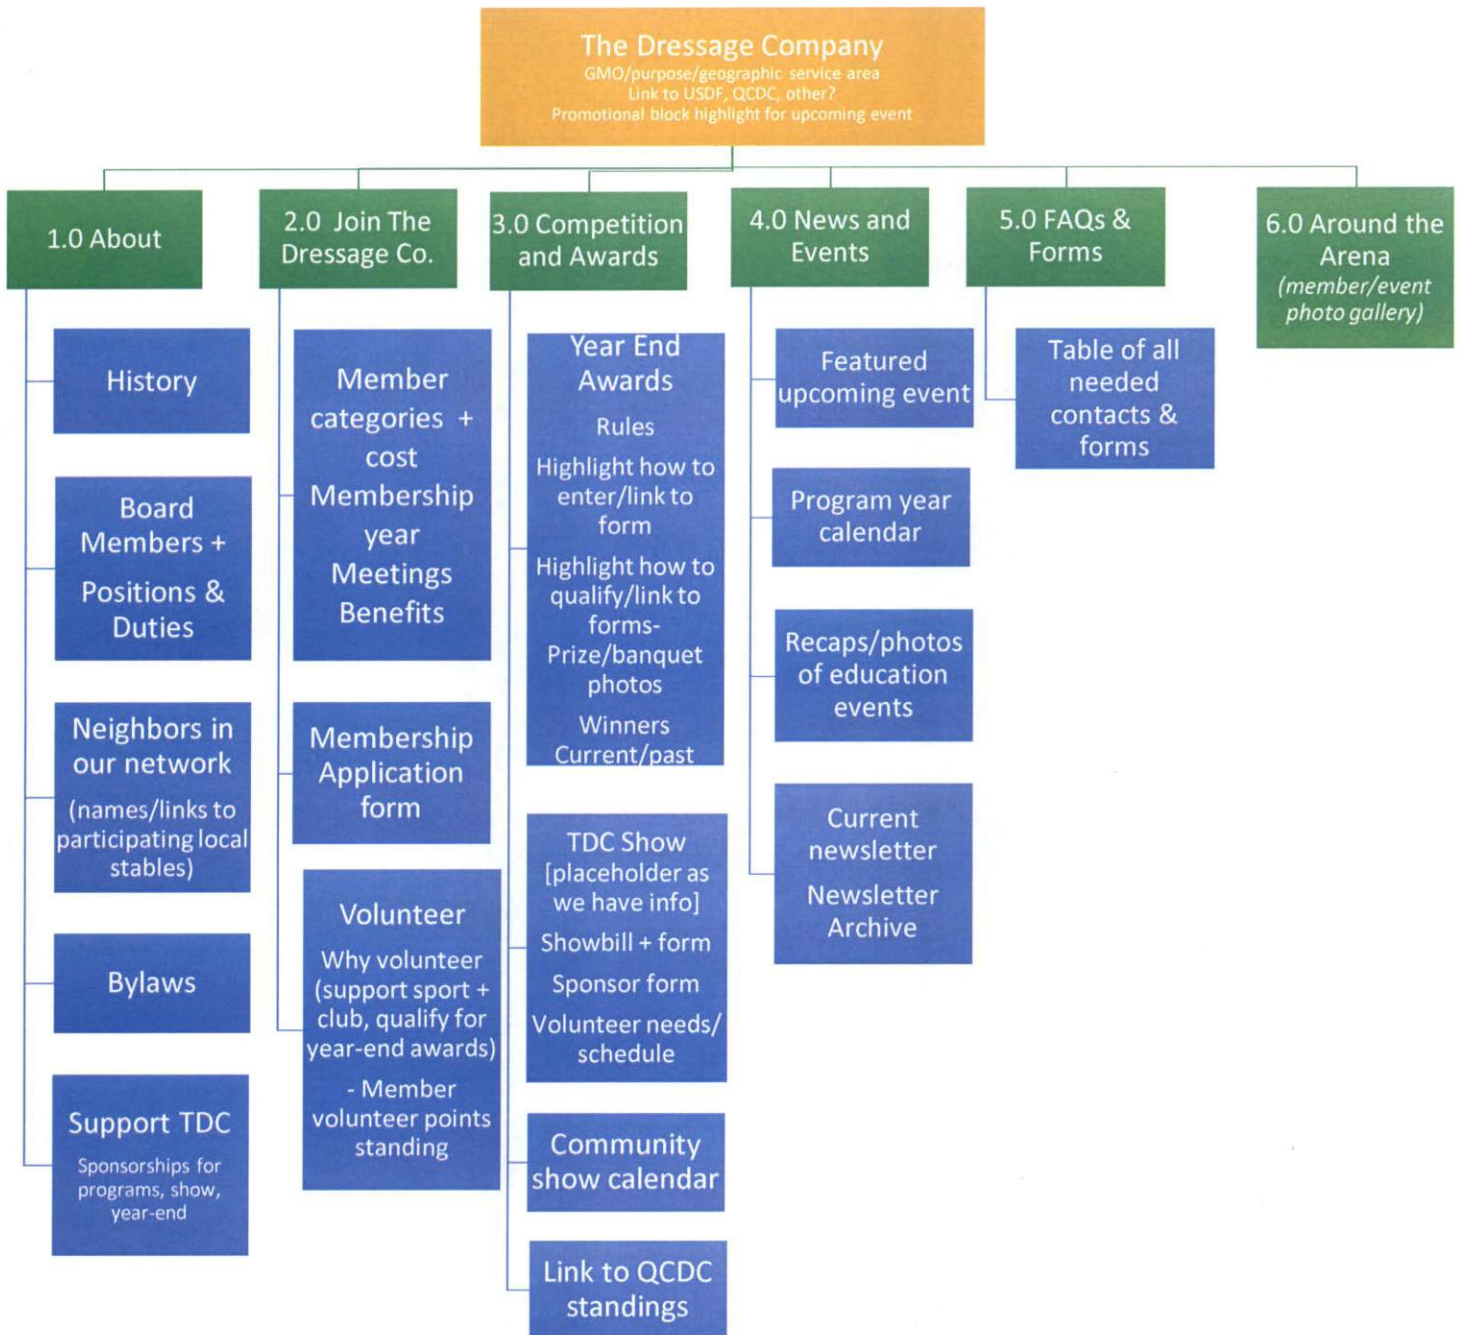 The Dressage Company
GMO/purpose/geographic service area
Link to USDF, QCDC, other?
Promotional block highlight for upcoming event
1.0 About
History
Board
Members +
Positions &
Duties
Neighbors in
our network
(names/links to
participating local
stables)
Bylaws
Support TDC
Sponsorships for
programs, show,
year-end
2.0 Join The
Dressage Co.
Member
categories +
cost
Membership
year
Meetings
Benefits
Membership
Application
form
Volunteer
Why volunteer
(support sport +
club, qualify for
year-end awards)
- Member
volunteer points
standing
3.0 Competition
and Awards
Year End
Awards
Rules
Highlight how to
enter/link to
form
Highlight how to
qualify/link to
forms-
Prize/banquet
photos
Winners
Current/past
TDC Show
[placeholder as
we have info]
Showbill + form
Sponsor form
Volunteer needs/
schedule
Community
show calendar
Link to QCDC
standings
4.0 News and
Events
Featured
upcoming event
Program year
calendar
Recaps/photos
of education
events
Current
newsletter
Newsletter
Archive
5.0 FAQs &
Forms
Table of all
needed
contacts &
forms
6.0 Around the
Arena
(member/event
photo gallery)